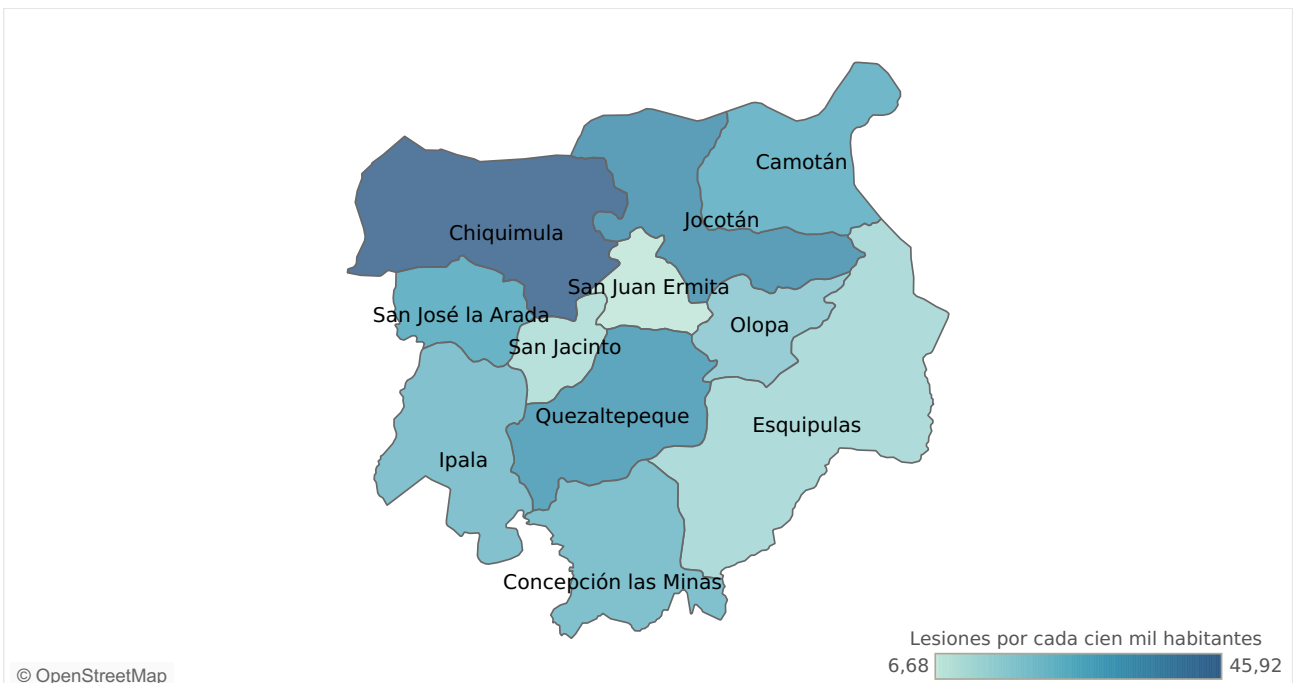 Camotán
Jocotán
Chiquimula
San Juan Ermita
San José la Arada
Olopa
San Jacinto
Quezaltepeque
Esquipulas
Ipala
Concepción las Minas
Lesiones por cada cien mil habitantes
6,68 45,92
© OpenStreetMap